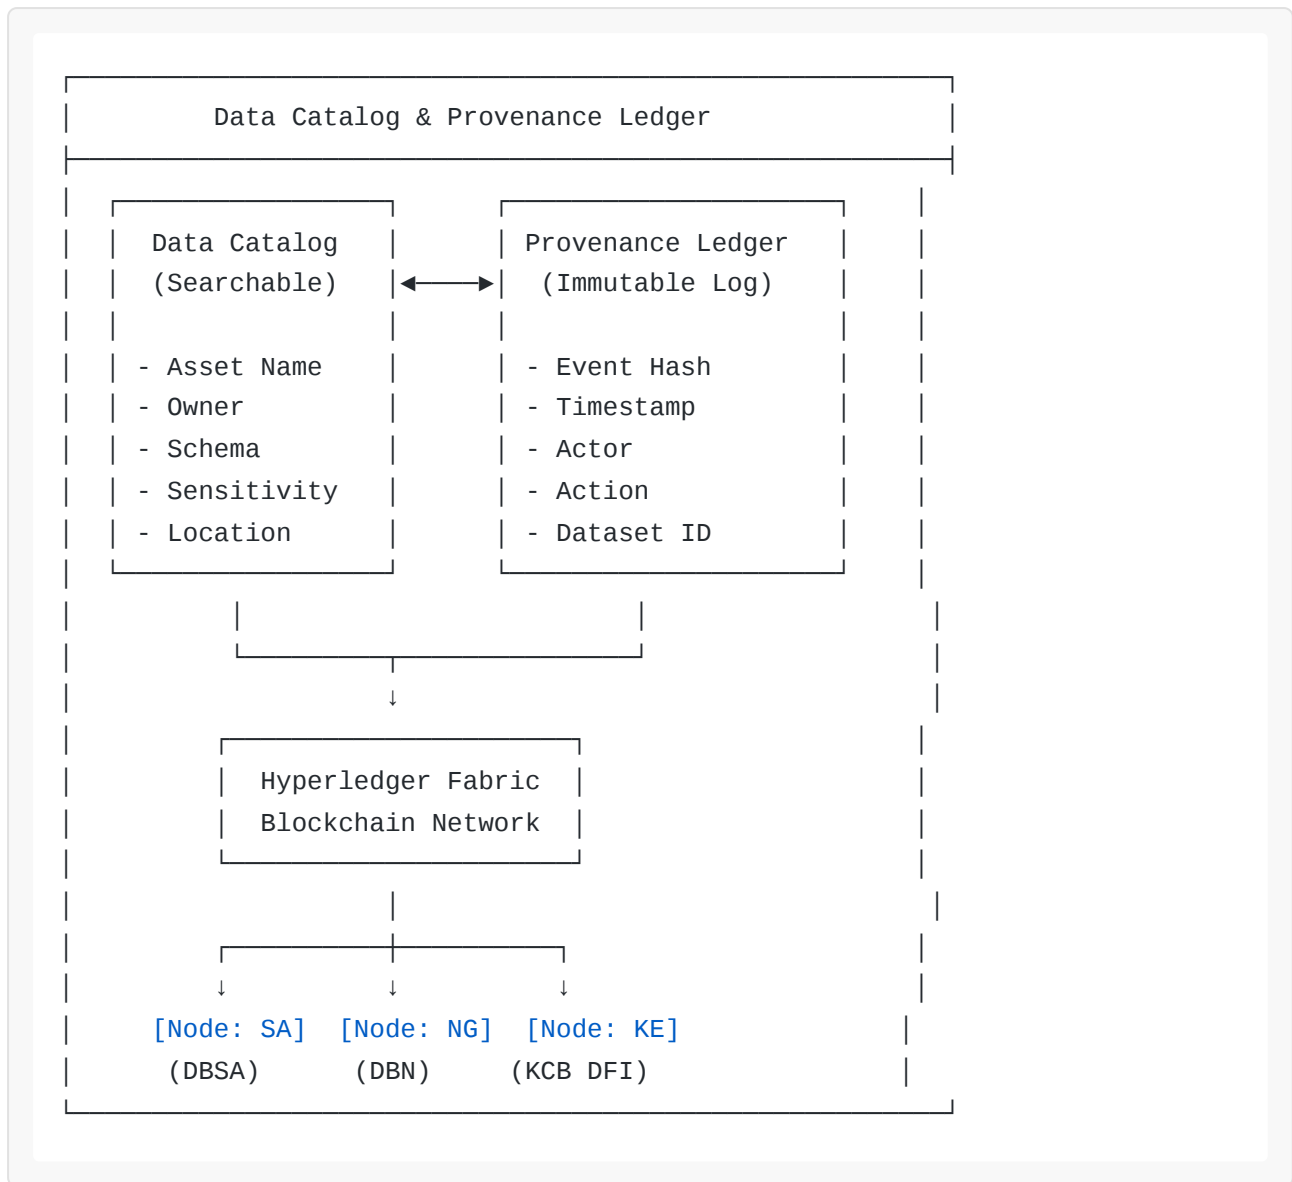 Data Catalog & Provenance Ledger
Data Catalog Provenance Ledger
(Searchable) (Immutable Log)
- Asset Name - Event Hash
- Owner - Timestamp
- Schema - Actor
- Sensitivity - Action
- Location - Dataset ID
Hyperledger Fabric
Blockchain Network
[Node: SA] [Node: NG] [Node: KE]
(DBSA) (DBN) (KCB DFI)